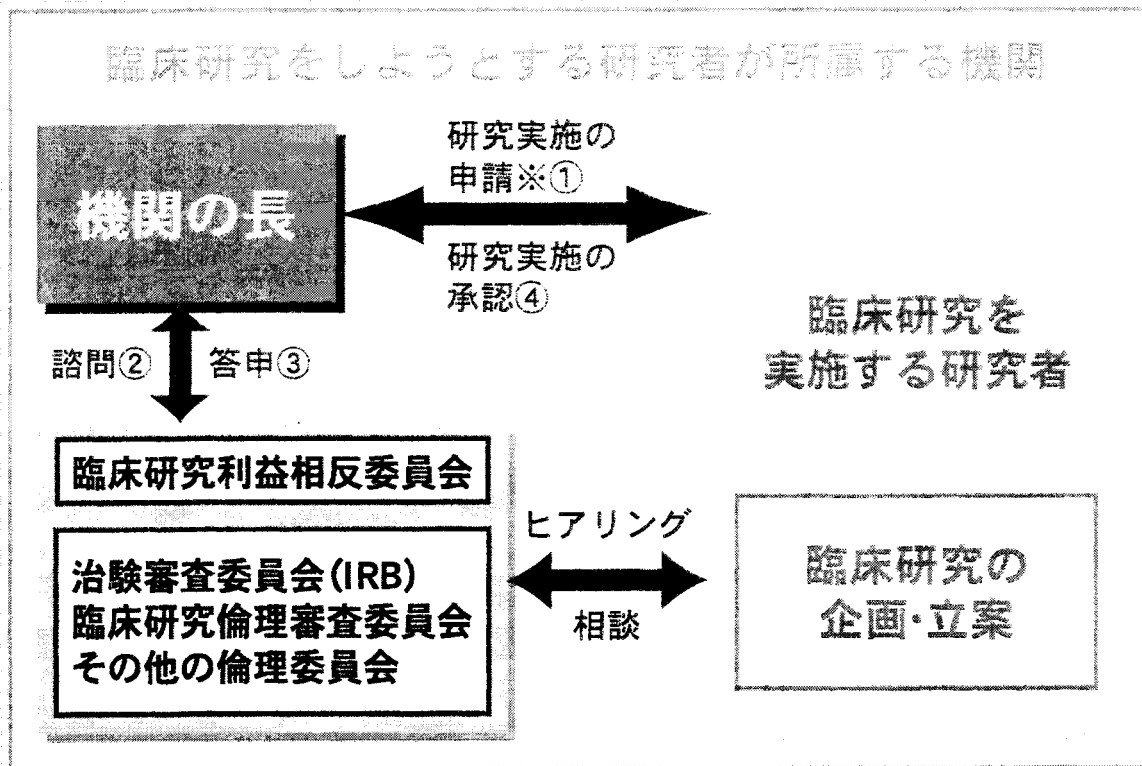 臨床研究をしようとする研究者が所属する機関
機関の長
研究実施の
申請※①
研究実施の
承認④
臨床研究を
実施する研究者
諮問②
答申③
臨床研究利益相反委員会
治験審査委員会(IRB)
臨床研究倫理審査委員会
その他の倫理委員会
ヒアリング
相談
臨床研究の
企画・立案